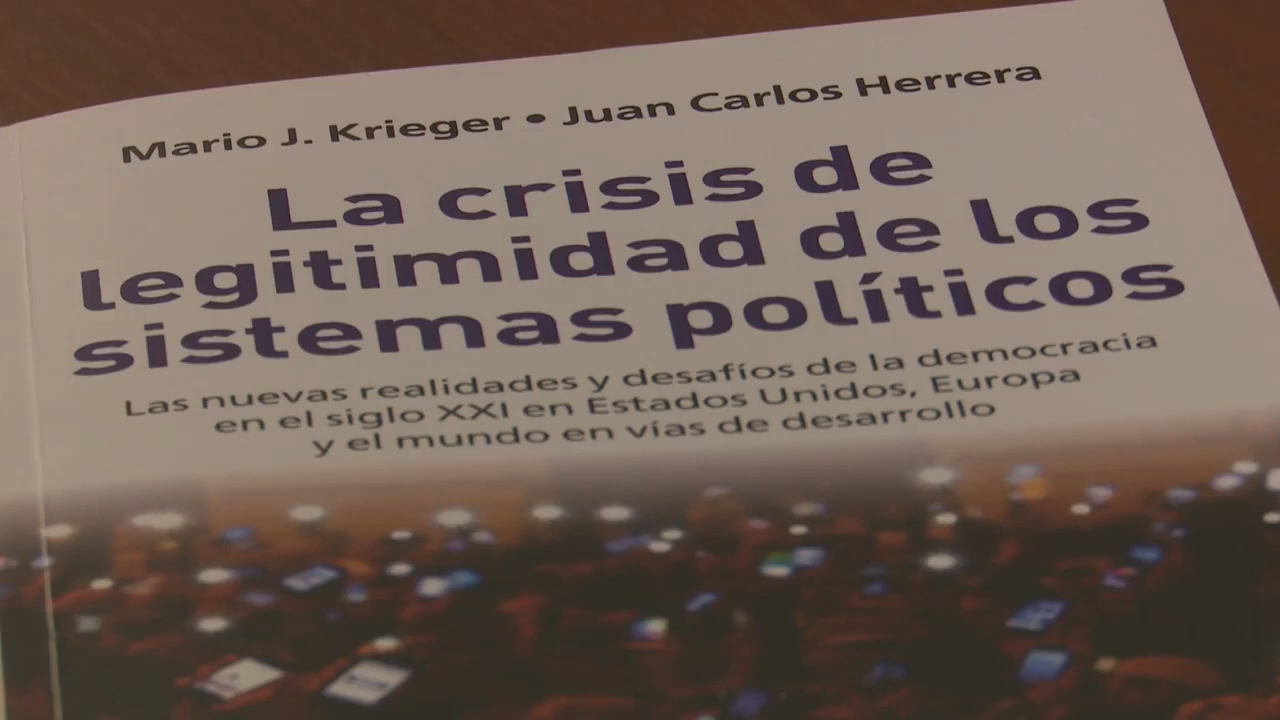 Mario J. Krieger • Juan Carlos Herrera
La crisis de
legitimidad de los
sistemas políticos
Las nuevas realidades y desafíos de la democracia
en el siglo XXI en Estados Unidos, Europa
y el mundo en vías de desarrollo